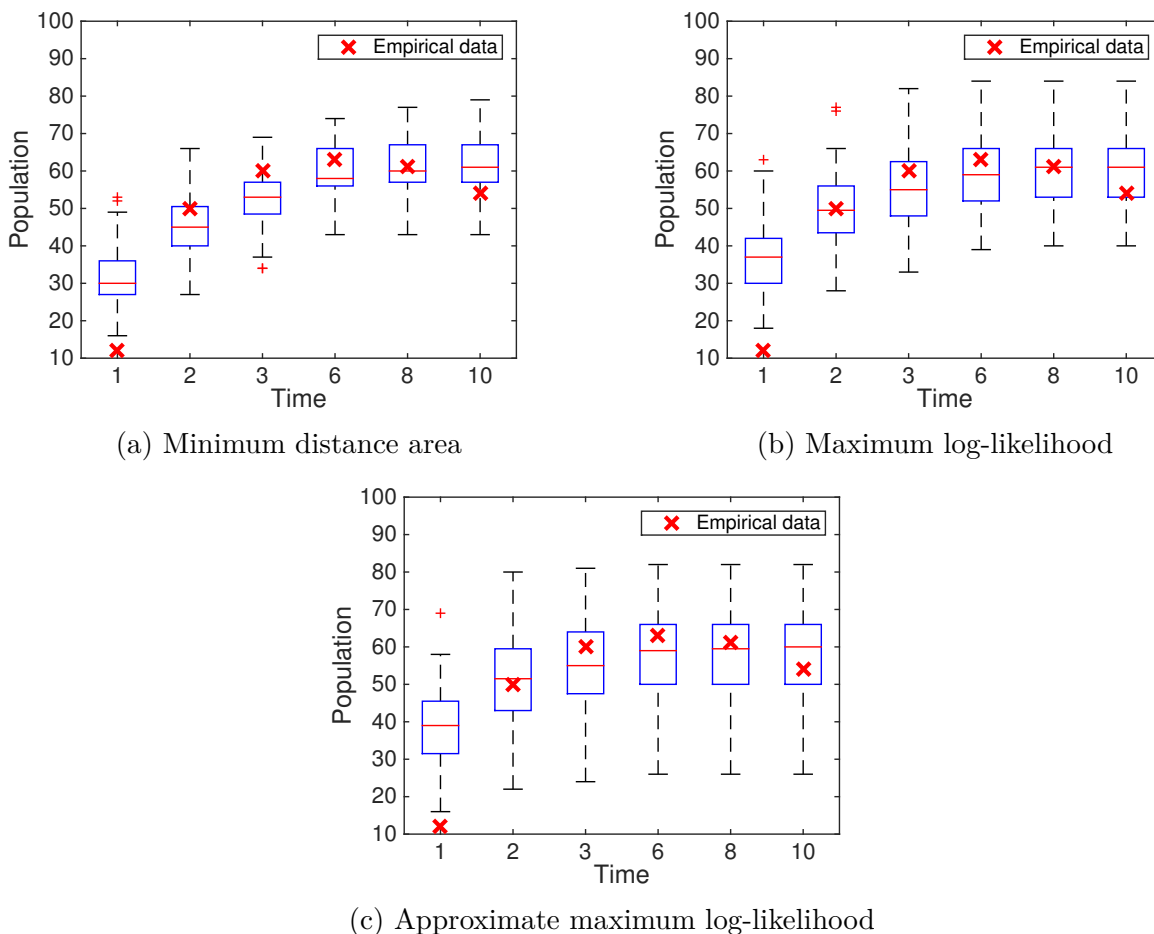 100
90
80
70
60
50
40
30
20
10
Population
Empirical data
1 2 3 6 8 10
Time
(a) Minimum distance area
100
90
80
70
60
50
40
30
20
10
Population
Empirical data
1 2 3 6 8 10
Time
(b) Maximum log-likelihood
100
90
80
70
60
50
40
30
20
10
Population
Empirical data
1 2 3 6 8 10
Time
(c) Approximate maximum log-likelihood